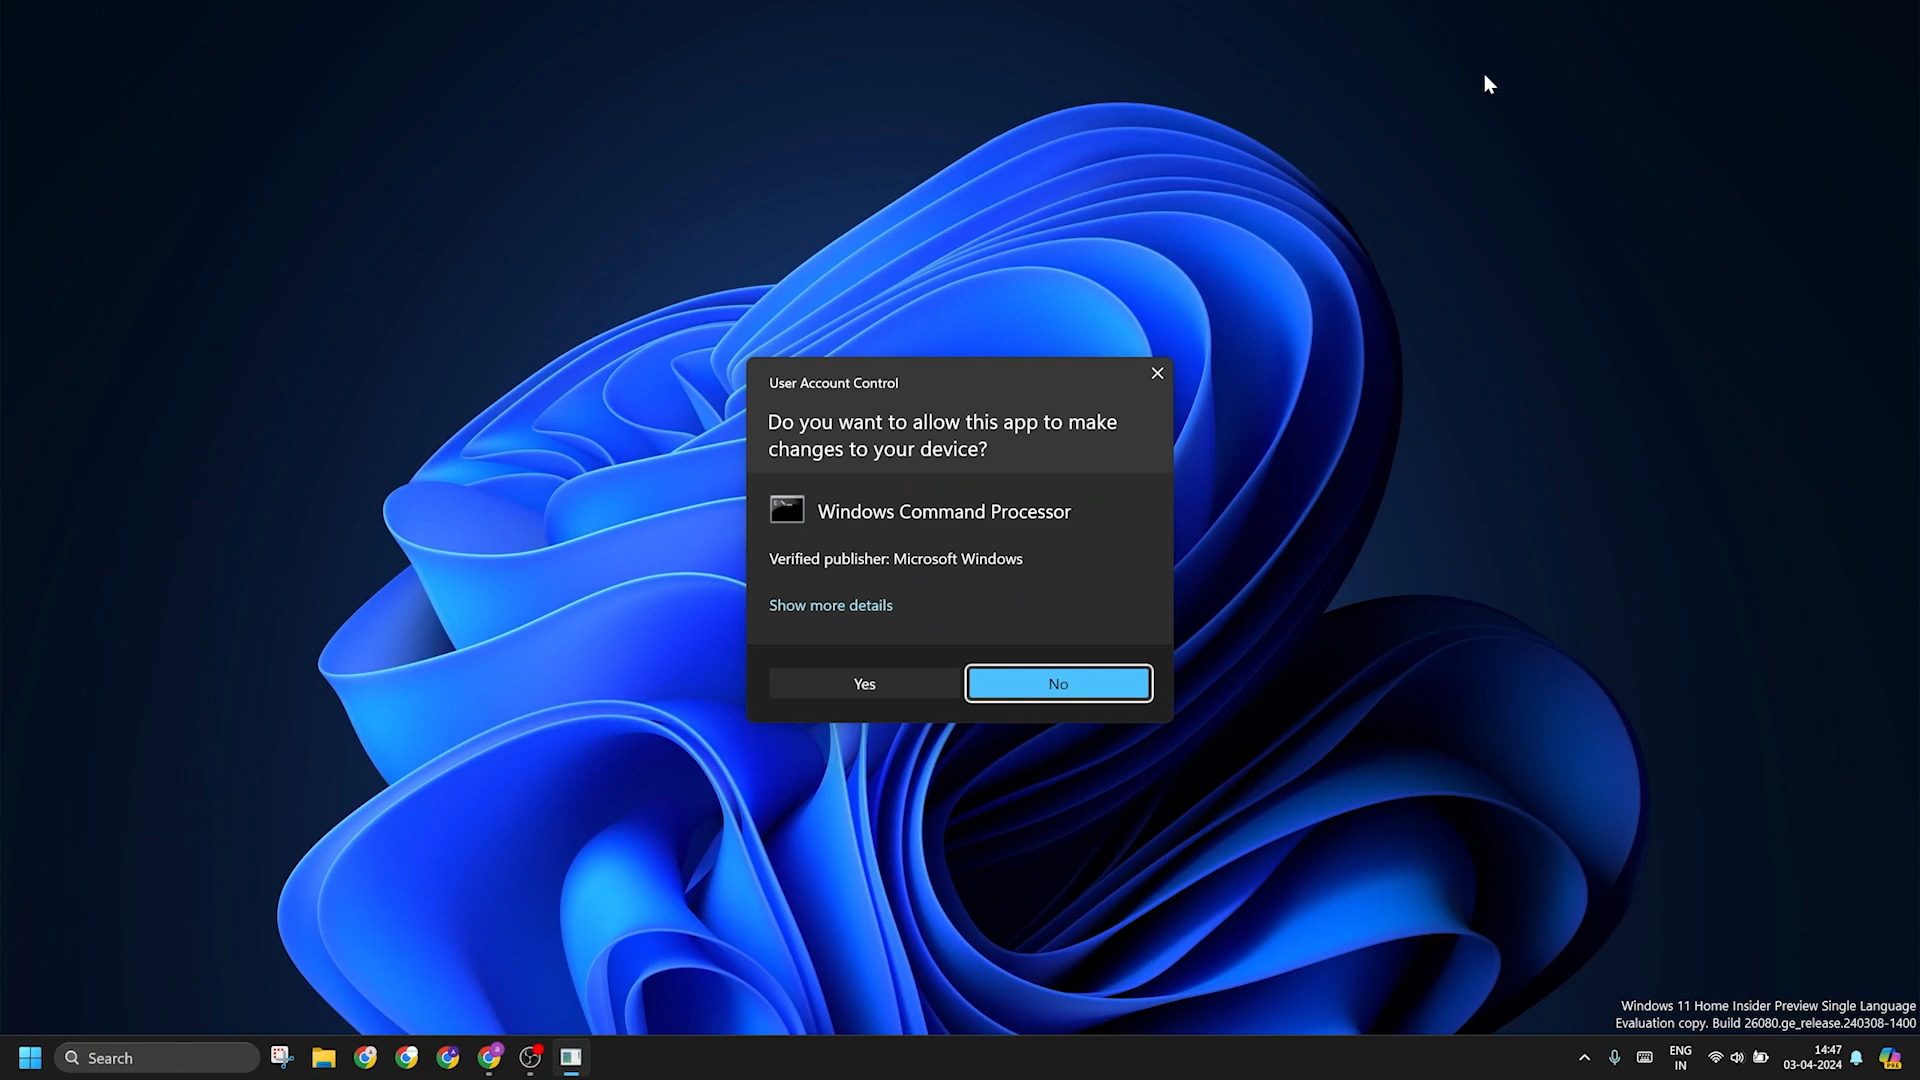 User Account Control
Do you want to allow this app to make
changes to your device?
Windows Command Processor
Verified publisher: Microsoft Windows
Show more details
Yes
No
Windows 11 Home Insider Preview Single Language
Evaluation copy. Build 26080.ge_release.240308-1400
Search
ENG
IN
14:47
03-04-2024
PRE